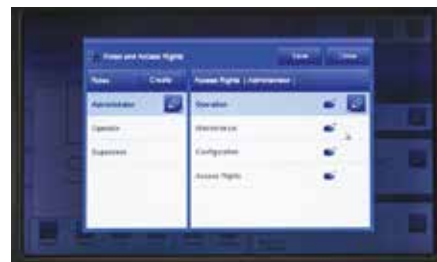 Roles and Access Rights
Save
Close
Roles
Create
Access Rights | Administrator |
Administrator
Operation
Operator
Maintenance
Supervisor
Configuration
Access Rights